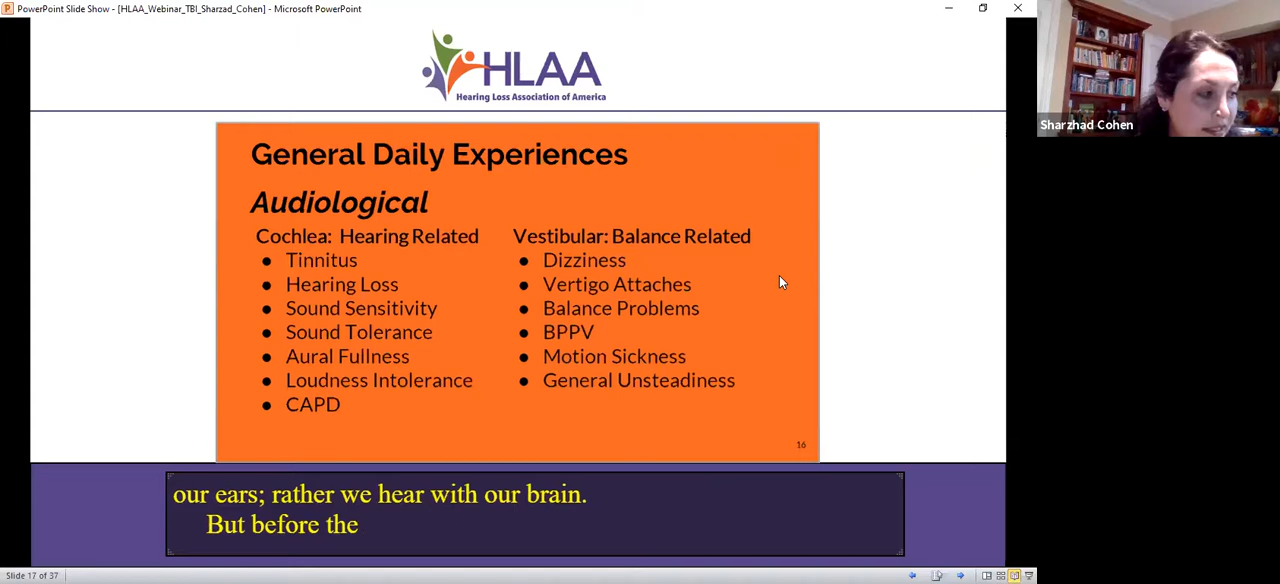 PowerPoint Slide Show - [HLAA_Webinar_TBI_Sharzad_Cohen] - Microsoft PowerPoint
HLAA
Hearing Loss Association of America
Sharzhad Cohen
General Daily Experiences
Audiological
Cochlea: Hearing Related
● Tinnitus
● Hearing Loss
● Sound Sensitivity
● Sound Tolerance
● Aural Fullness
● Loudness Intolerance
● CAPD
Vestibular: Balance Related
● Dizziness
● Vertigo Attaches
● Balance Problems
● BPPV
● Motion Sickness
● General Unsteadiness
16
our ears; rather we hear with our brain.
But before the
Slide 17 of 37